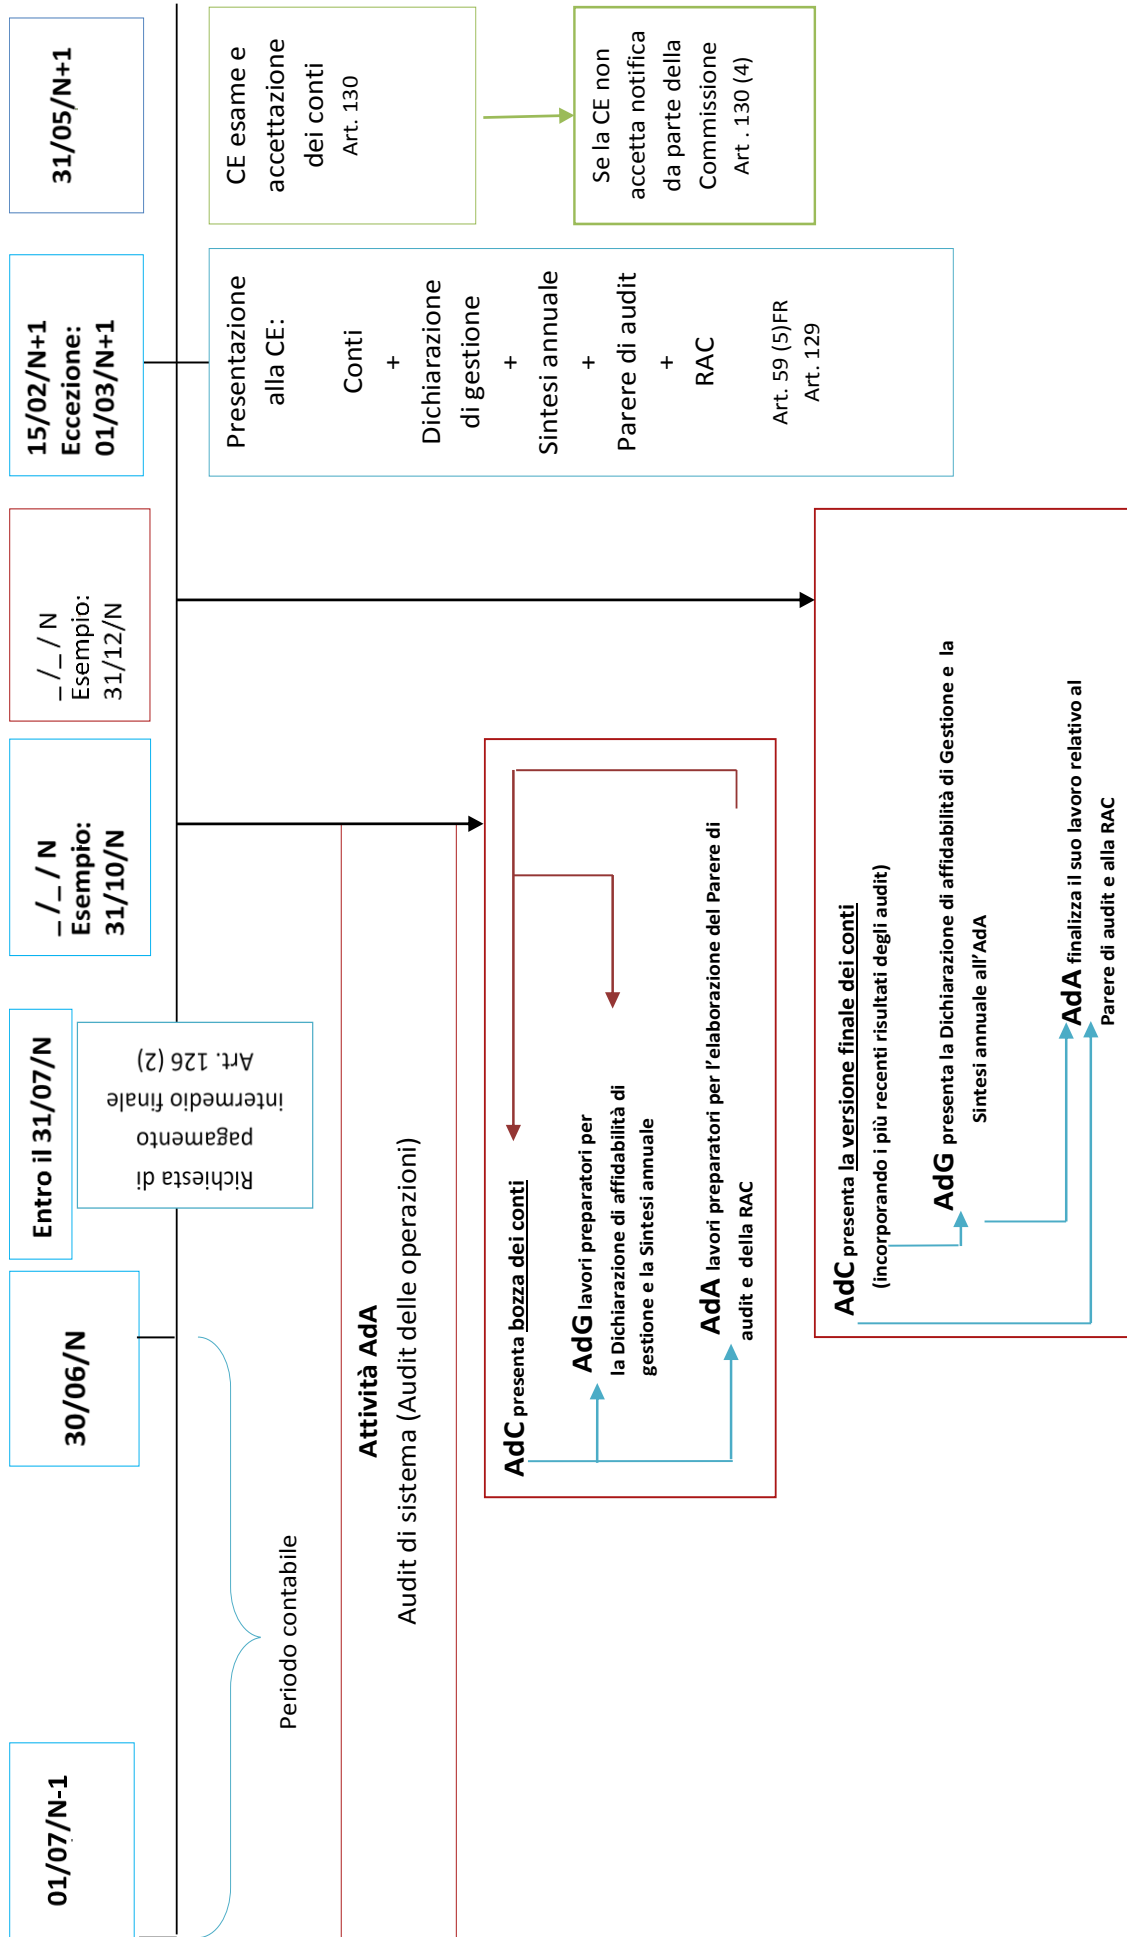 01/07/N-1
30/06/N
Entro il 31/07/N
_/_/ N
Esempio:
31/10/N
_/_/ N
Esempio:
31/12/N
15/02/N+1
Eccezione:
01/03/N+1
31/05/N+1
Richiesta di
pagamento
intermedio finale
Art. 126 (2)
Periodo contabile
Attività AdA
Audit di sistema (Audit delle operazioni)
AdC presenta bozza dei conti
AdG lavori preparatori per
la Dichiarazione di affidabilità di
gestione e la Sintesi annuale
AdA lavori preparatori per l'elaborazione del Parere di
audit e della RAC
AdC presenta la versione finale dei conti
(incorporando i più recenti risultati degli audit)
AdG presenta la Dichiarazione di affidabilità di Gestione e la
Sintesi annuale all'AdA
AdA finalizza il suo lavoro relativo al
Parere di audit e alla RAC
Presentazione
alla CE:
Conti
+
Dichiarazione
di gestione
+
Sintesi annuale
+
Parere di audit
+
RAC
Art. 59 (5)FR
Art. 129
CE esame e
accettazione
dei conti
Art. 130
Se la CE non
accetta notifica
da parte della
Commissione
Art . 130 (4)